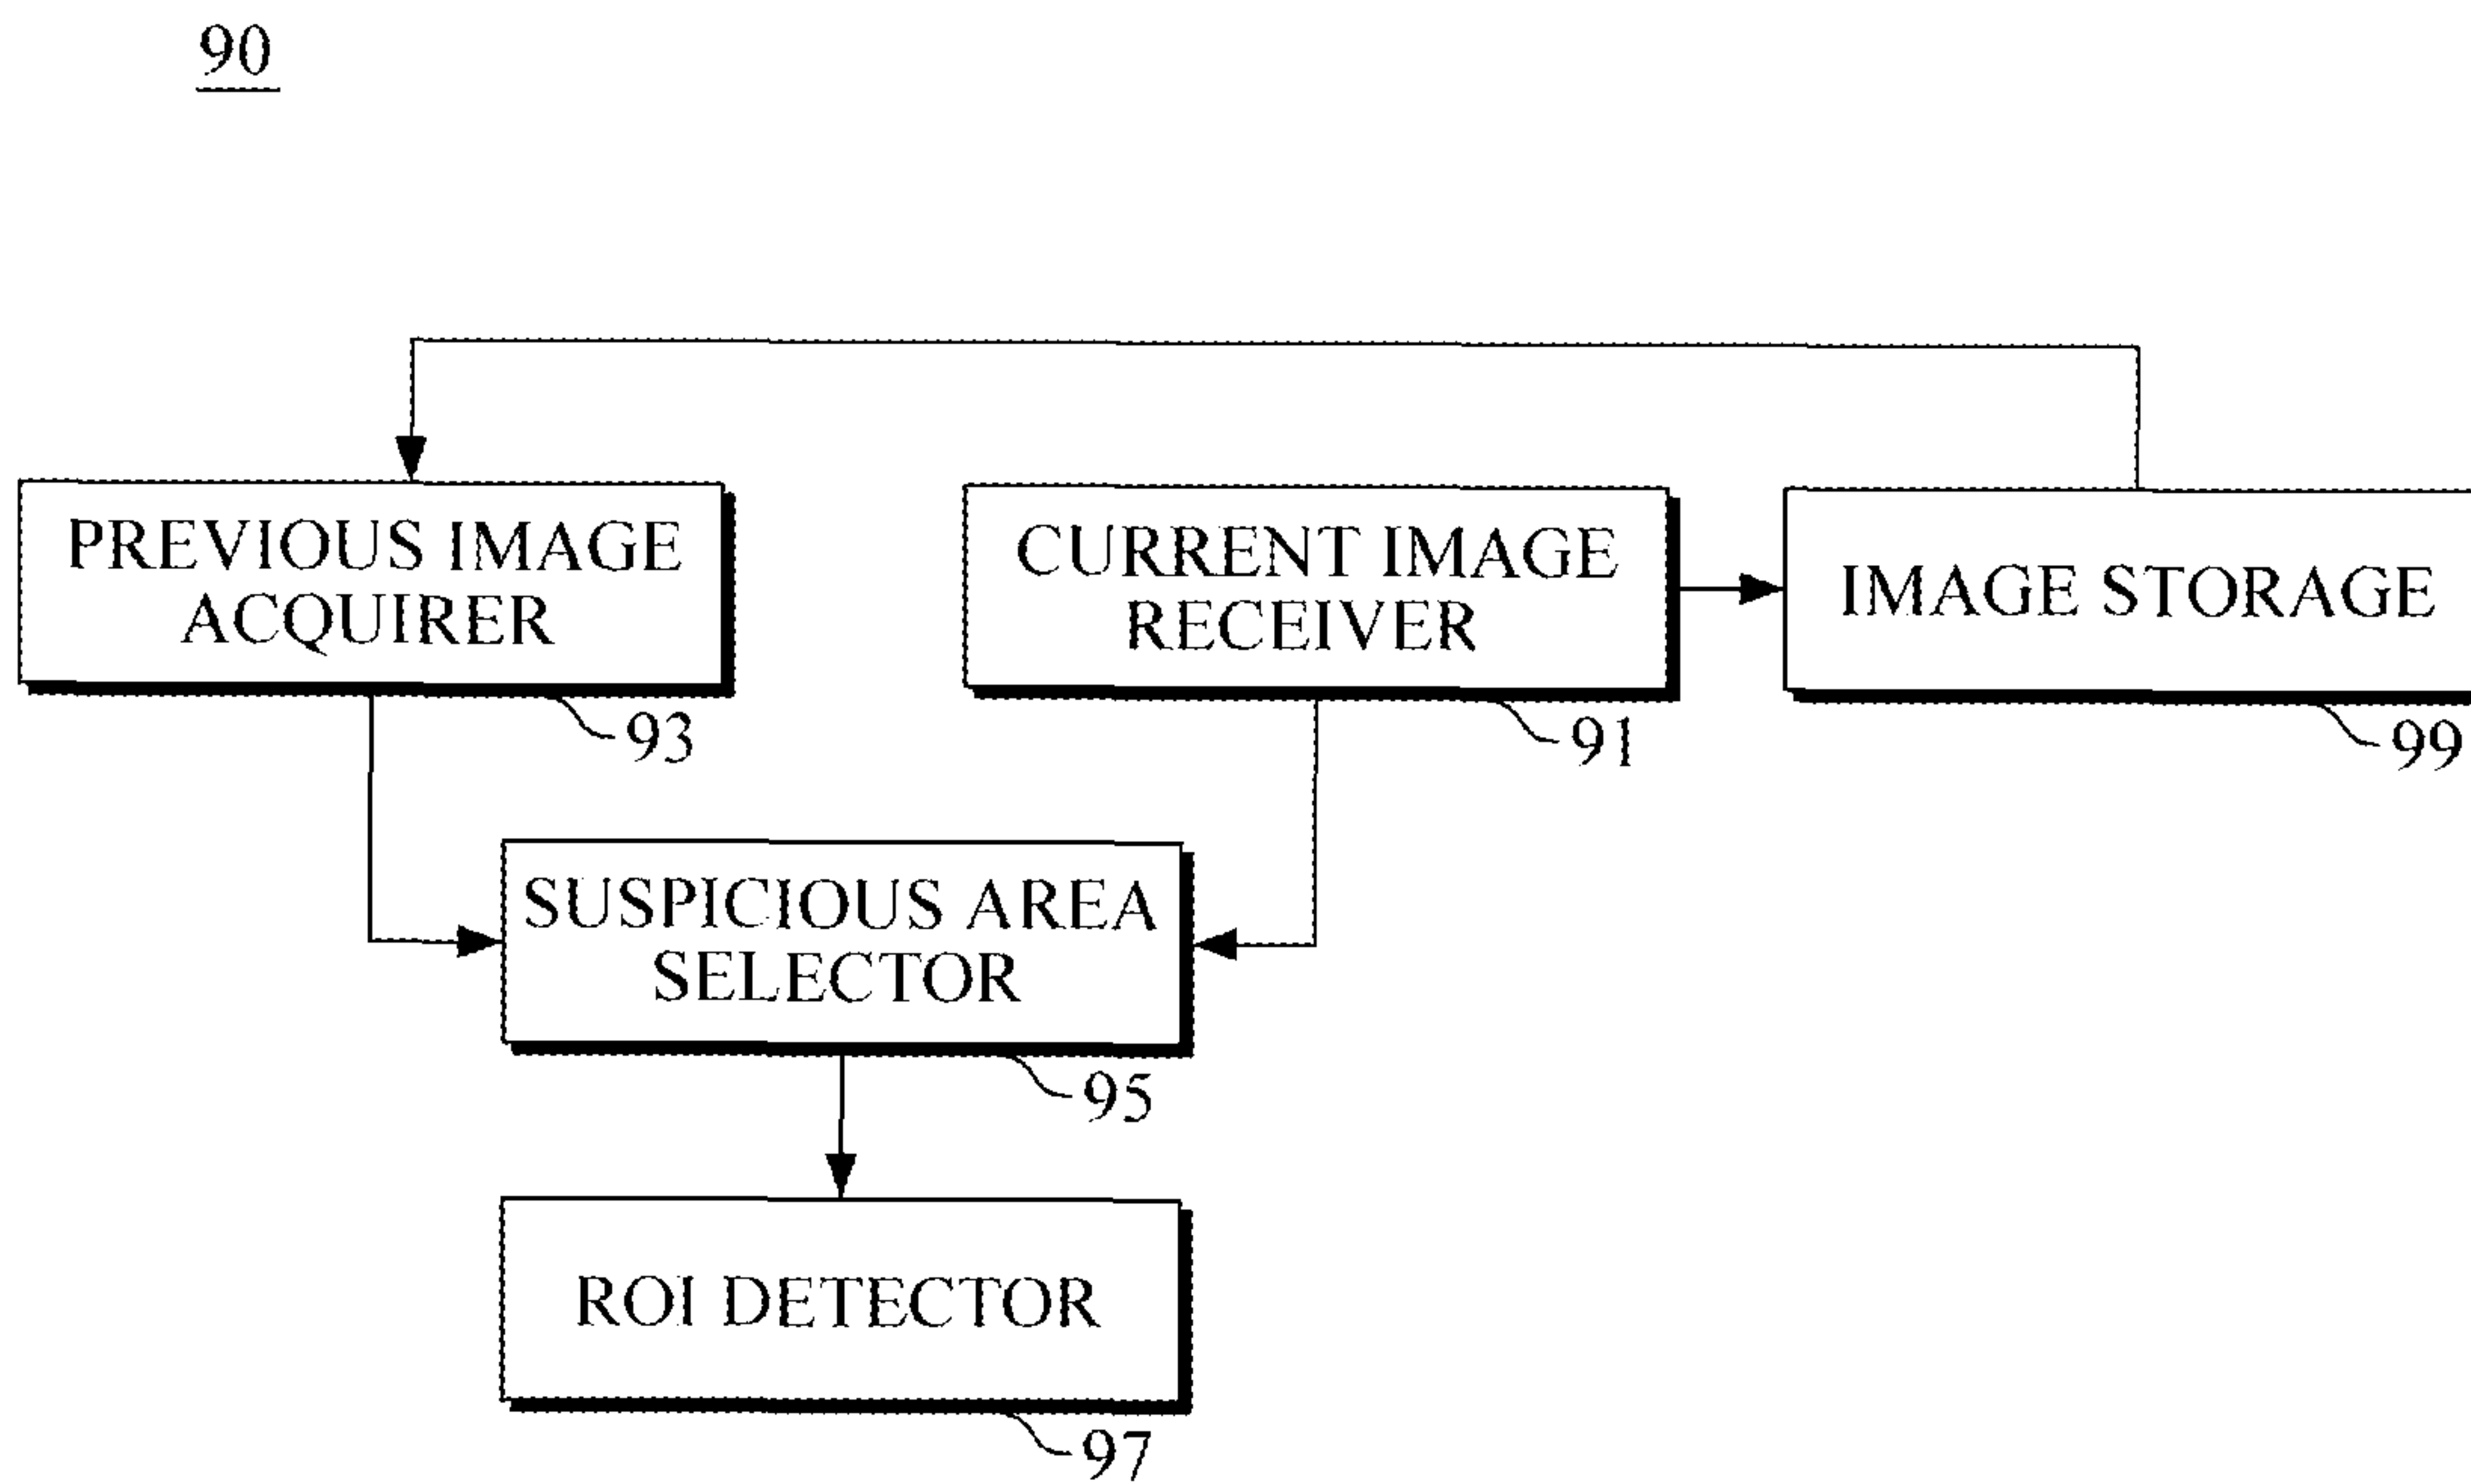 90
PREVIOUS IMAGE
ACQUIRER
93
CURRENT IMAGE
RECEIVER
91
IMAGE STORAGE
99
SUSPICIOUS AREA
SELECTOR
95
ROI DETECTOR
97